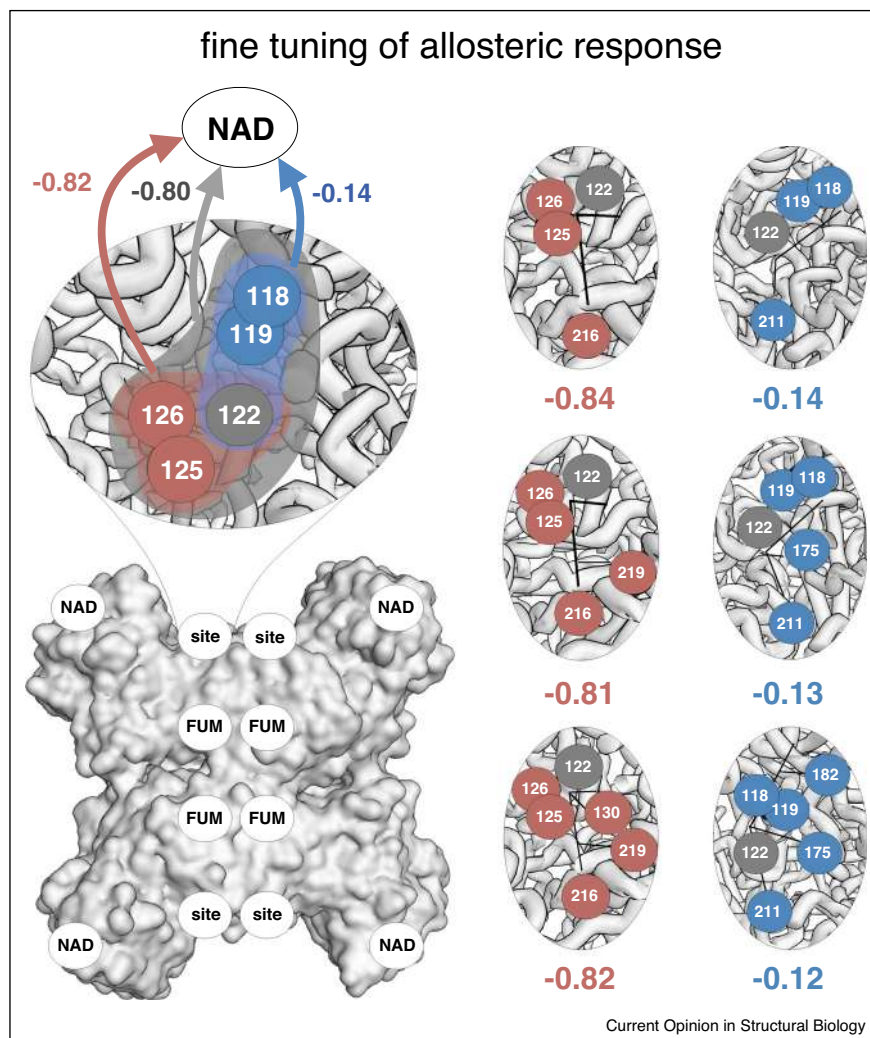 fine tuning of allosteric response
NAD
-0.82
-0.80
-0.14
118
119
126
122
125
NAD
NAD
site
site
FUM
FUM
FUM
FUM
site
site
NAD
NAD
126
122
125
216
-0.84
119
118
122
211
-0.14
126
122
125
219
216
-0.81
119
118
122
175
211
-0.13
122
126
125
130
219
216
-0.82
182
118
119
122
175
211
-0.12
Current Opinion in Structural Biology